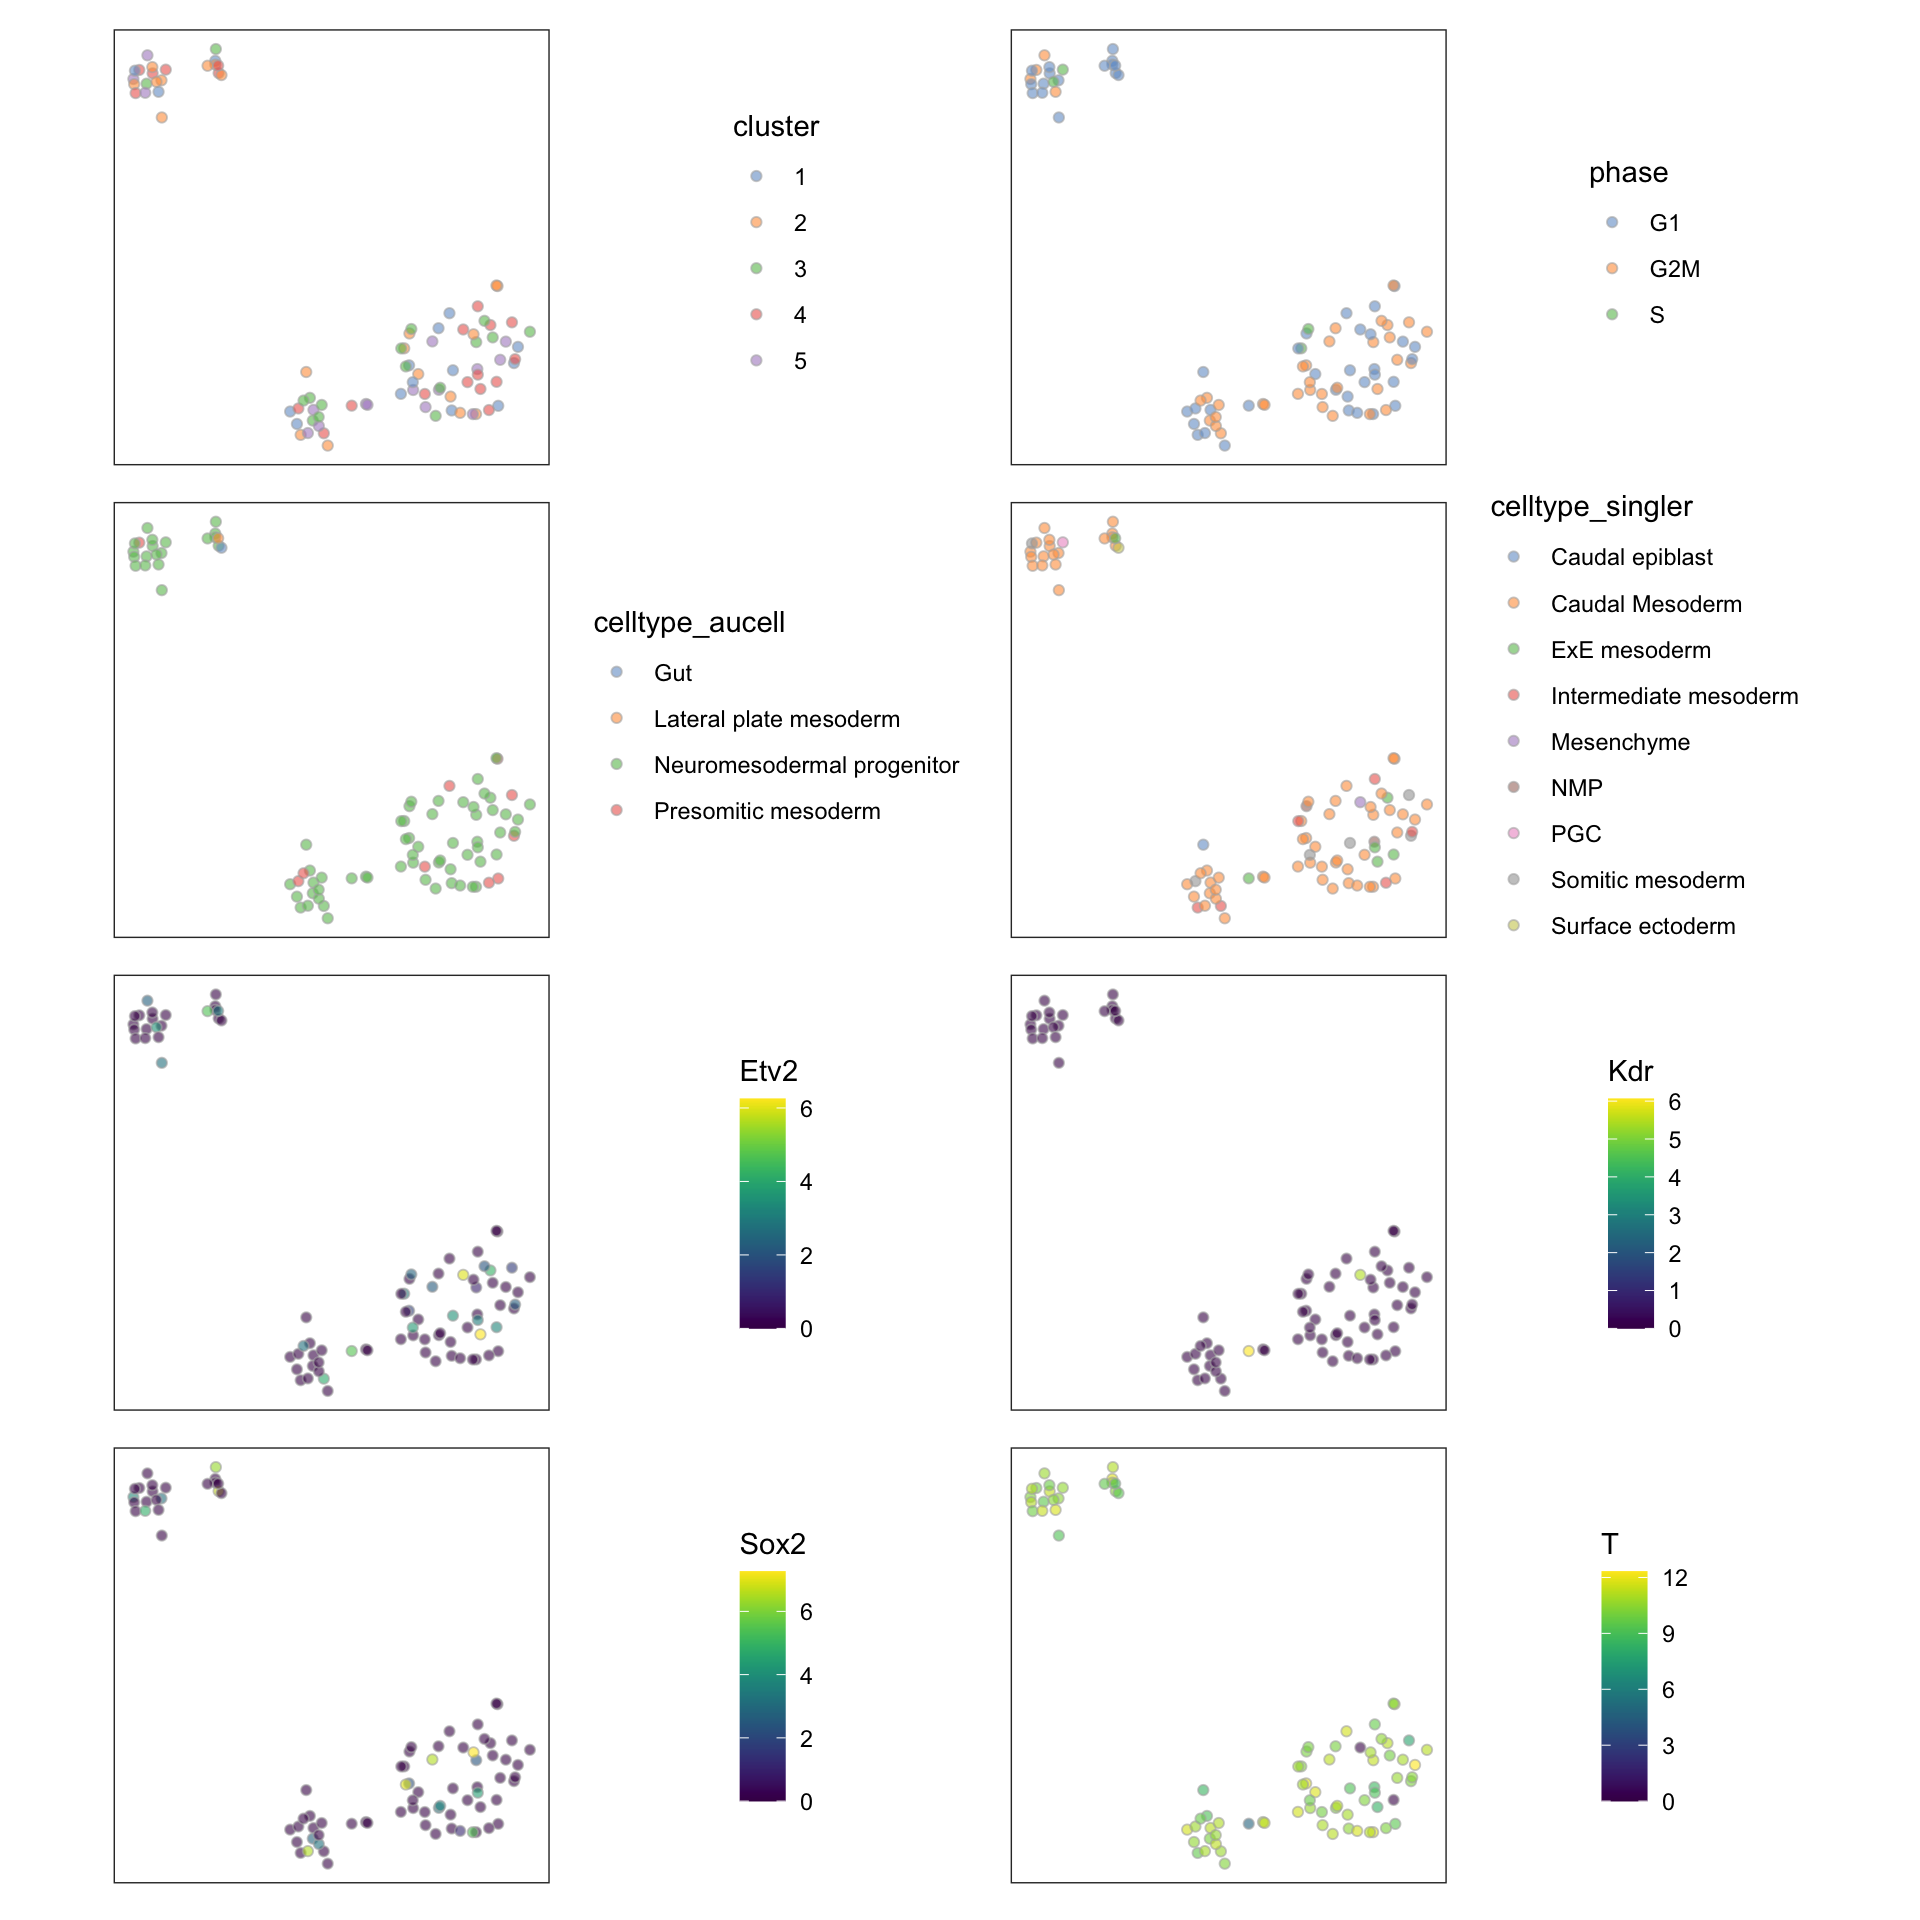 cluster
1
2
3
4
5
phase
G1
G2M
S
celltype_aucell
Gut
Lateral plate mesoderm
Neuromesodermal progenitor
Presomitic mesoderm
celltype_singler
Caudal epiblast
Caudal Mesoderm
ExE mesoderm
Intermediate mesoderm
Mesenchyme
NMP
PGC
Somitic mesoderm
Surface ectoderm
Etv2
6
4
2
0
Kdr
6
5
4
3
2
1
0
Sox2
6
4
2
0
T
12
9
6
3
0